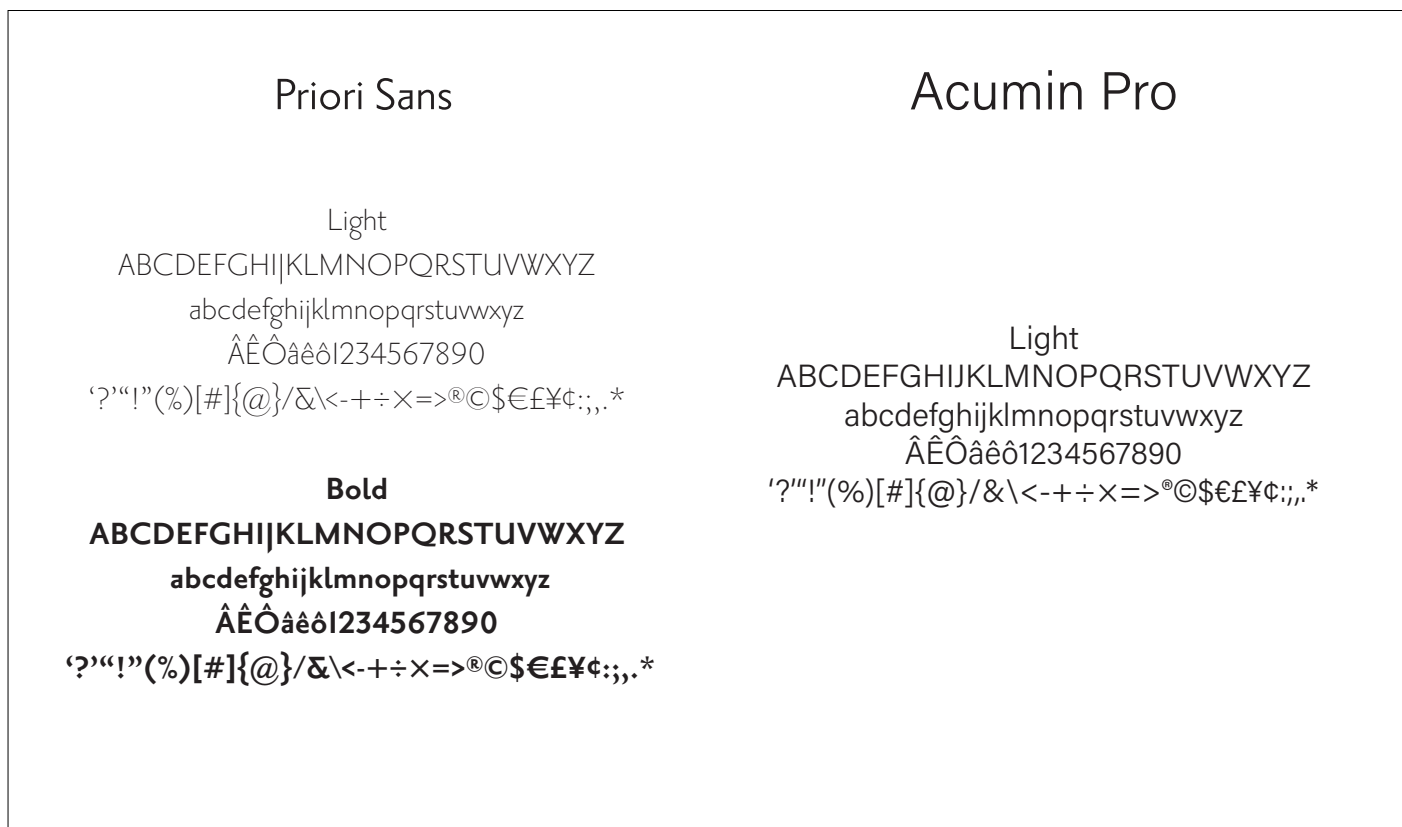 Priori Sans
Light
ABCDEFGHIJKLMNOPQRSTUVWXYZ
abcdefghijklmnopqrstuvwxyz
ÂÊÔâêô1234567890
‘?’“!”(%)[#]{@}/&\<-+÷×=>®©$€£¥¢:;,.*
Bold
ABCDEFGHIJKLMNOPQRSTUVWXYZ
abcdefghijklmnopqrstuvwxyz
ÂÊÔâêô1234567890
‘?’“!”(%)[#]{@}/&\<-+÷×=>®©$€£¥¢:;,.*
Acumin Pro
Light
ABCDEFGHIJKLMNOPQRSTUVWXYZ
abcdefghijklmnopqrstuvwxyz
ÂÊÔâêô1234567890
‘?’“!”(%)[#]{@}/&\<-+÷×=>®©$€£¥¢:;,.*